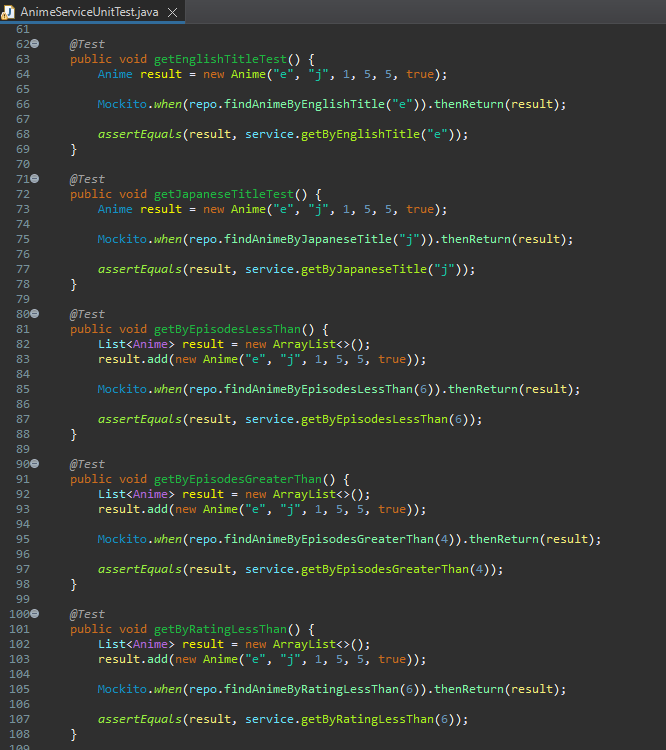 AnimeServiceUnitTest.java
61
62 @Test
63 public void getEnglishTitleTest() {
64 Anime result = new Anime("e", "j", 1, 5, 5, true);
65
66 Mockito.when(repo.findAnimeByEnglishTitle("e")).thenReturn(result);
67
68 assertEquals(result, service.getByEnglishTitle("e"));
69 }
70
71 @Test
72 public void getJapaneseTitleTest() {
73 Anime result = new Anime("e", "j", 1, 5, 5, true);
74
75 Mockito.when(repo.findAnimeByJapaneseTitle("j")).thenReturn(result);
76
77 assertEquals(result, service.getByJapaneseTitle("j"));
78 }
79
80 @Test
81 public void getByEpisodesLessThan() {
82 List<Anime> result = new ArrayList<>();
83 result.add(new Anime("e", "j", 1, 5, 5, true));
84
85 Mockito.when(repo.findAnimeByEpisodesLessThan(6)).thenReturn(result);
86
87 assertEquals(result, service.getByEpisodesLessThan(6));
88 }
89
90 @Test
91 public void getByEpisodesGreaterThan() {
92 List<Anime> result = new ArrayList<>();
93 result.add(new Anime("e", "j", 1, 5, 5, true));
94
95 Mockito.when(repo.findAnimeByEpisodesGreaterThan(4)).thenReturn(result);
96
97 assertEquals(result, service.getByEpisodesGreaterThan(4));
98 }
99
100 @Test
101 public void getByRatingLessThan() {
102 List<Anime> result = new ArrayList<>();
103 result.add(new Anime("e", "j", 1, 5, 5, true));
104
105 Mockito.when(repo.findAnimeByRatingLessThan(6)).thenReturn(result);
106
107 assertEquals(result, service.getByRatingLessThan(6));
108 }
109